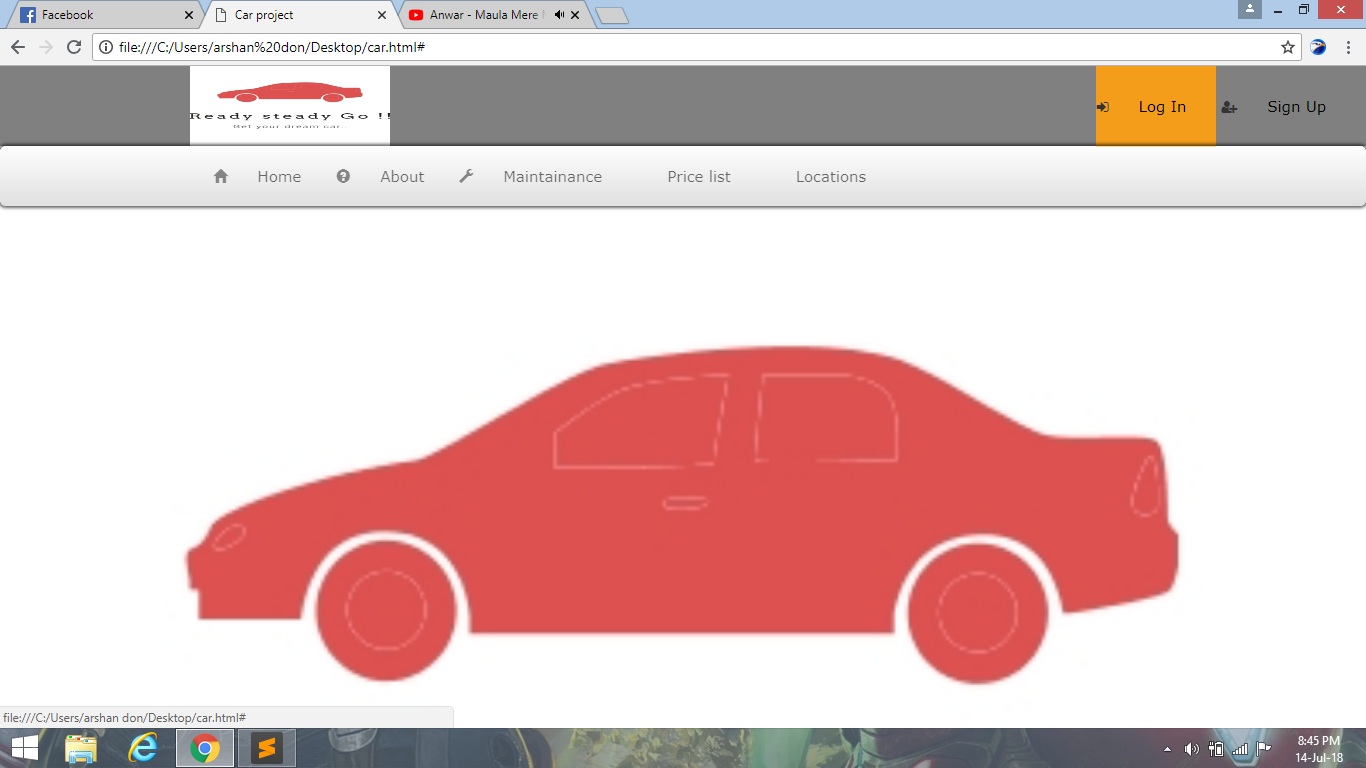 Facebook
Car project
Anwar - Maula Mere
file:///C:/Users/arshan%20don/Desktop/car.html#
Ready steady Go !!
Get your dream car..
Log In
Sign Up
Home
About
Maintainance
Price list
Locations
file:///C:/Users/arshan don/Desktop/car.html#
8:45 PM
14-Jul-18